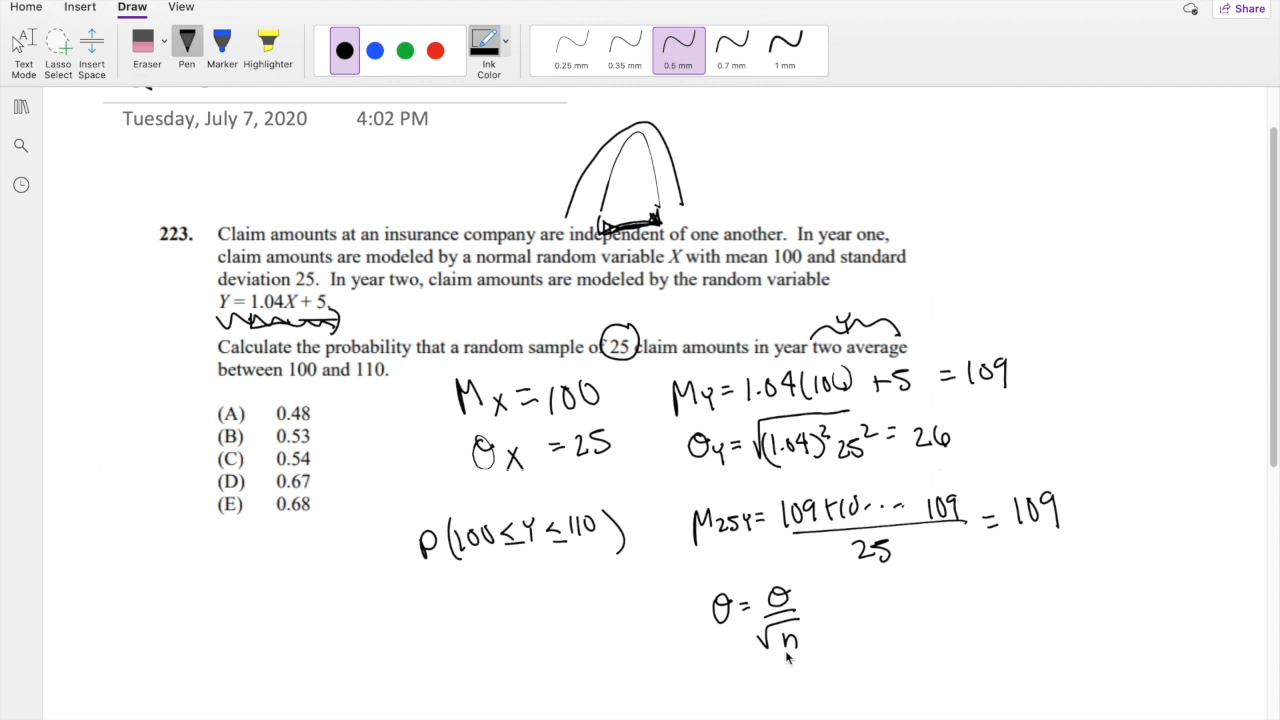 Home Insert Draw View
Share
Text Mode
Lasso Select
Insert Space
Eraser
Pen
Marker
Highlighter
Ink Color
0.25 mm
0.35 mm
0.5 mm
0.7 mm
1 mm
Tuesday, July 7, 2020 4:02 PM
223. Claim amounts at an insurance company are independent of one another. In year one,
claim amounts are modeled by a normal random variable X with mean 100 and standard
deviation 25. In year two, claim amounts are modeled by the random variable
Y = 1.04X + 5.
Y
Calculate the probability that a random sample of 25 claim amounts in year two average
between 100 and 110.
(A) 0.48
(B) 0.53
(C) 0.54
(D) 0.67
(E) 0.68
Mx = 100
θx = 25
My = 1.04(100) + 5 = 109
θy = √(1.04)² 25² = 26
P(100 ≤ Y ≤ 110)
μ25Y = 109 + 10 ... 109 / 25 = 109
θ = θ / √n